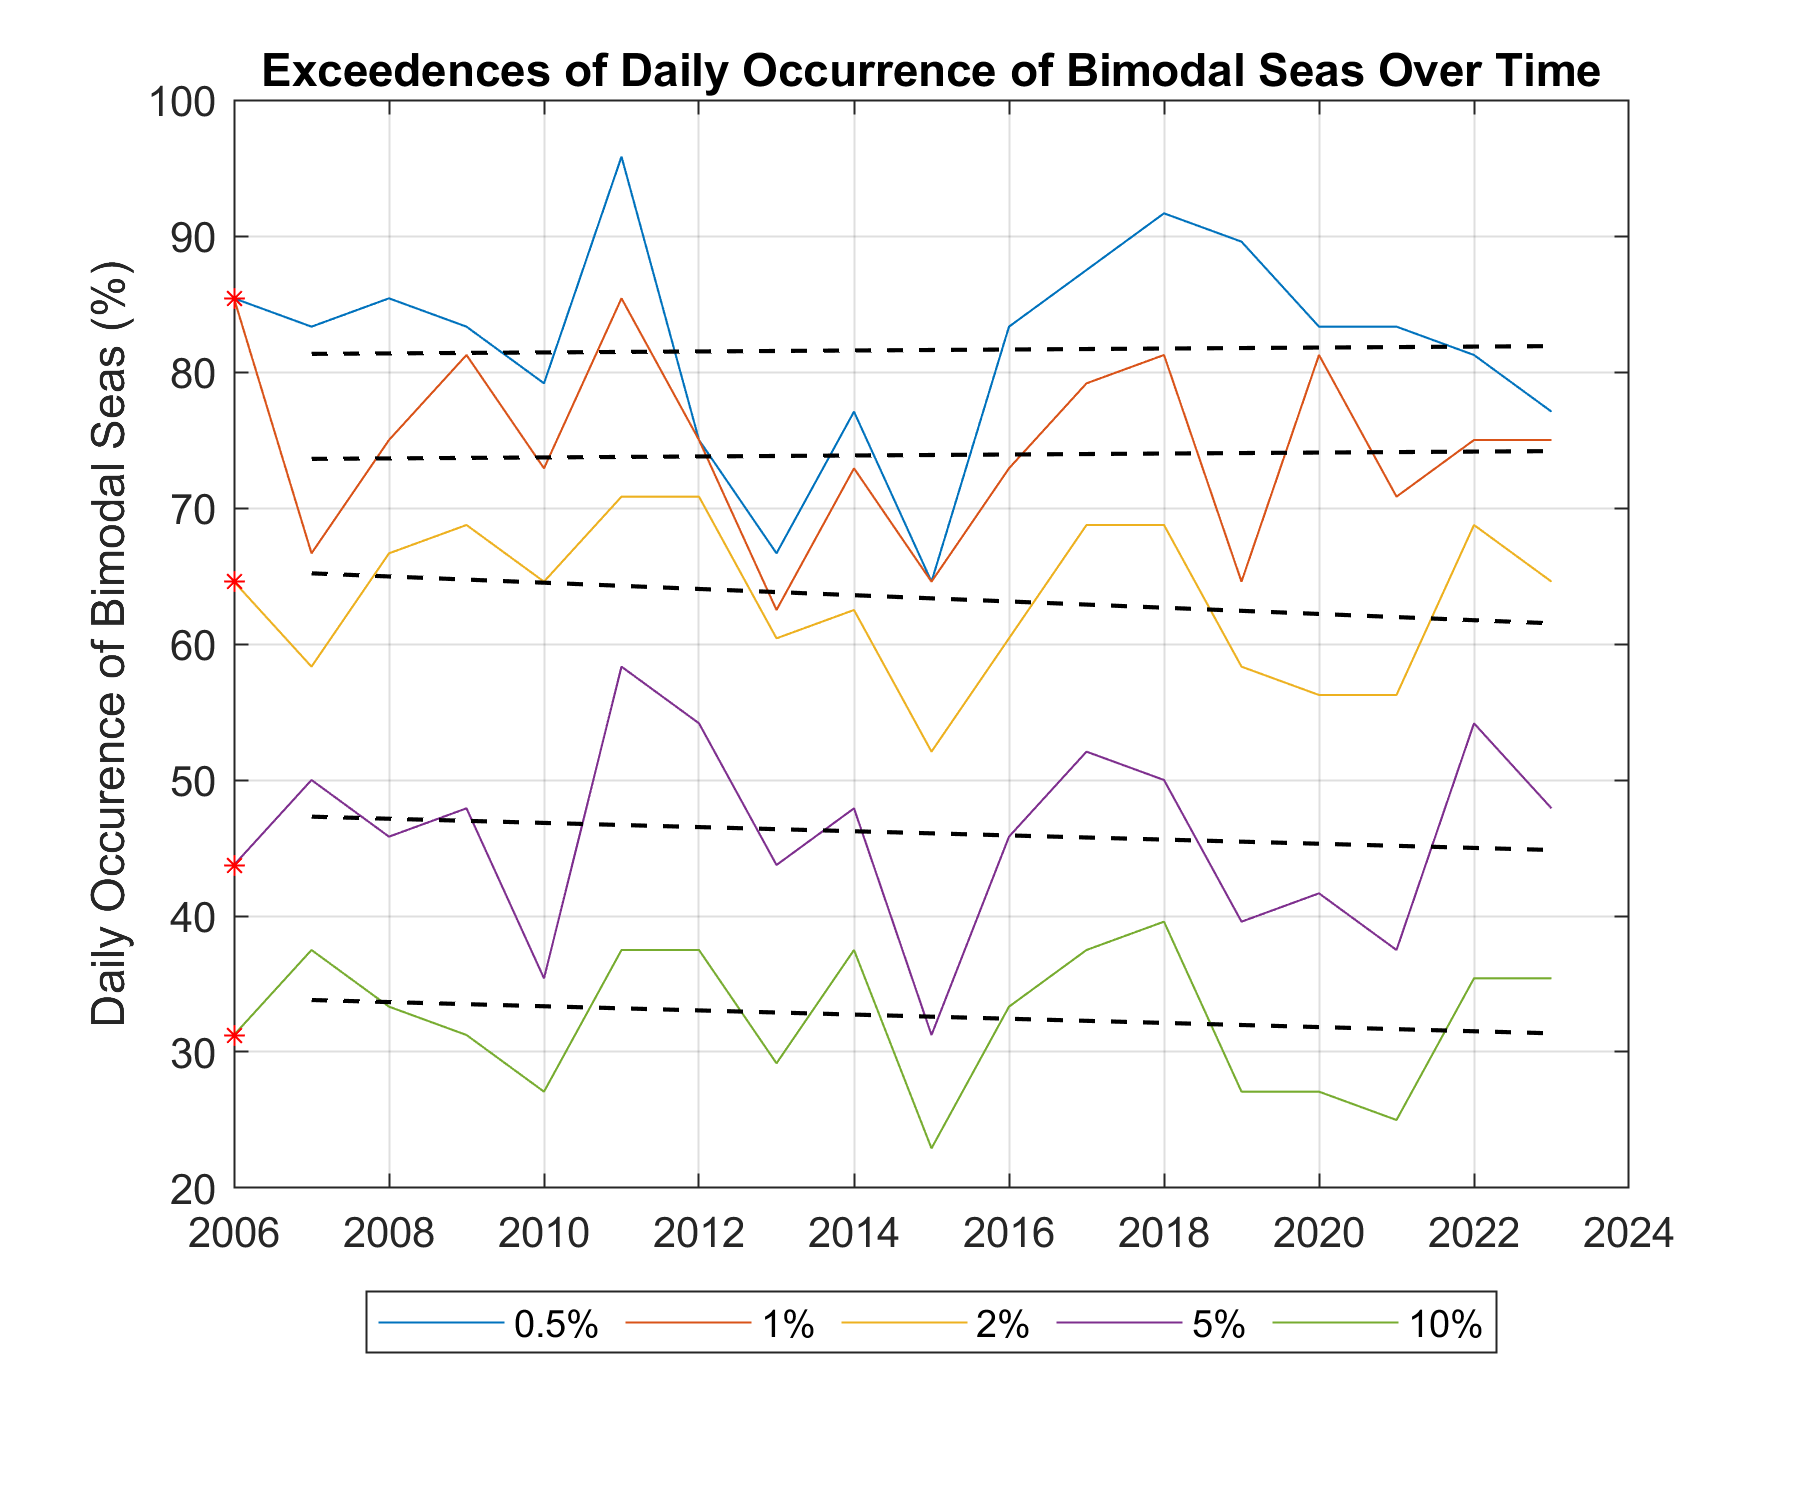 Exceedences of Daily Occurrence of Bimodal Seas Over Time
Daily Occurence of Bimodal Seas (%)
100
90
80
70
60
50
40
30
20
2006 2008 2010 2012 2014 2016 2018 2020 2022 2024
0.5% 1% 2% 5% 10%